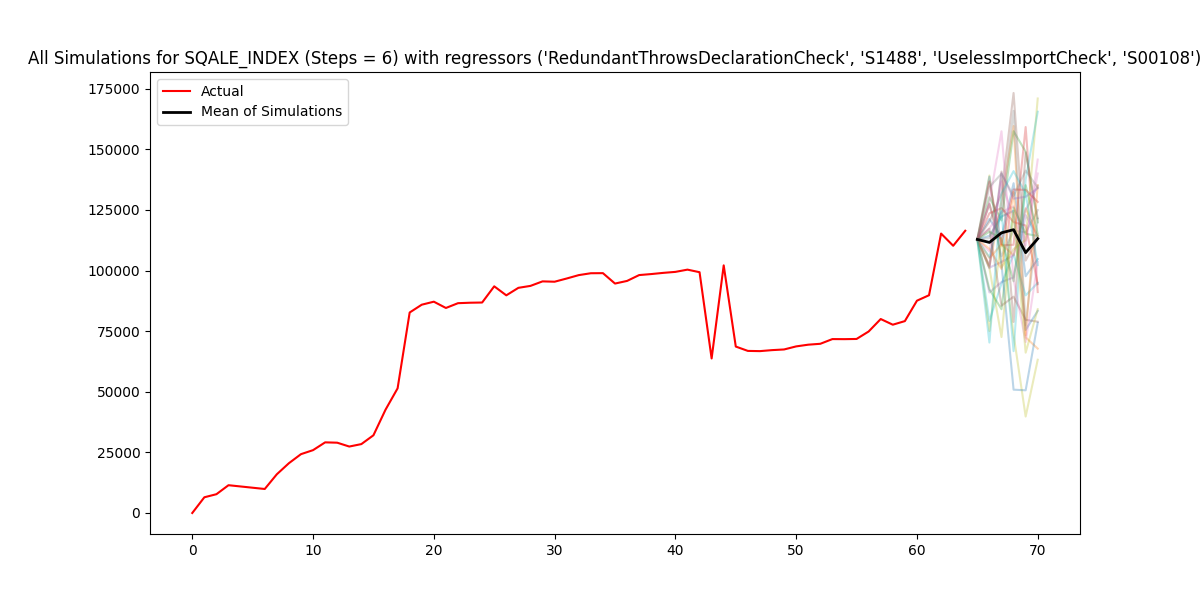 All Simulations for SQALE_INDEX (Steps = 6) with regressors ('RedundantThrowsDeclarationCheck', 'S1488', 'UselessImportCheck', 'S00108')
Actual
Mean of Simulations
175000
150000
125000
100000
75000
50000
25000
0
0 10 20 30 40 50 60 70